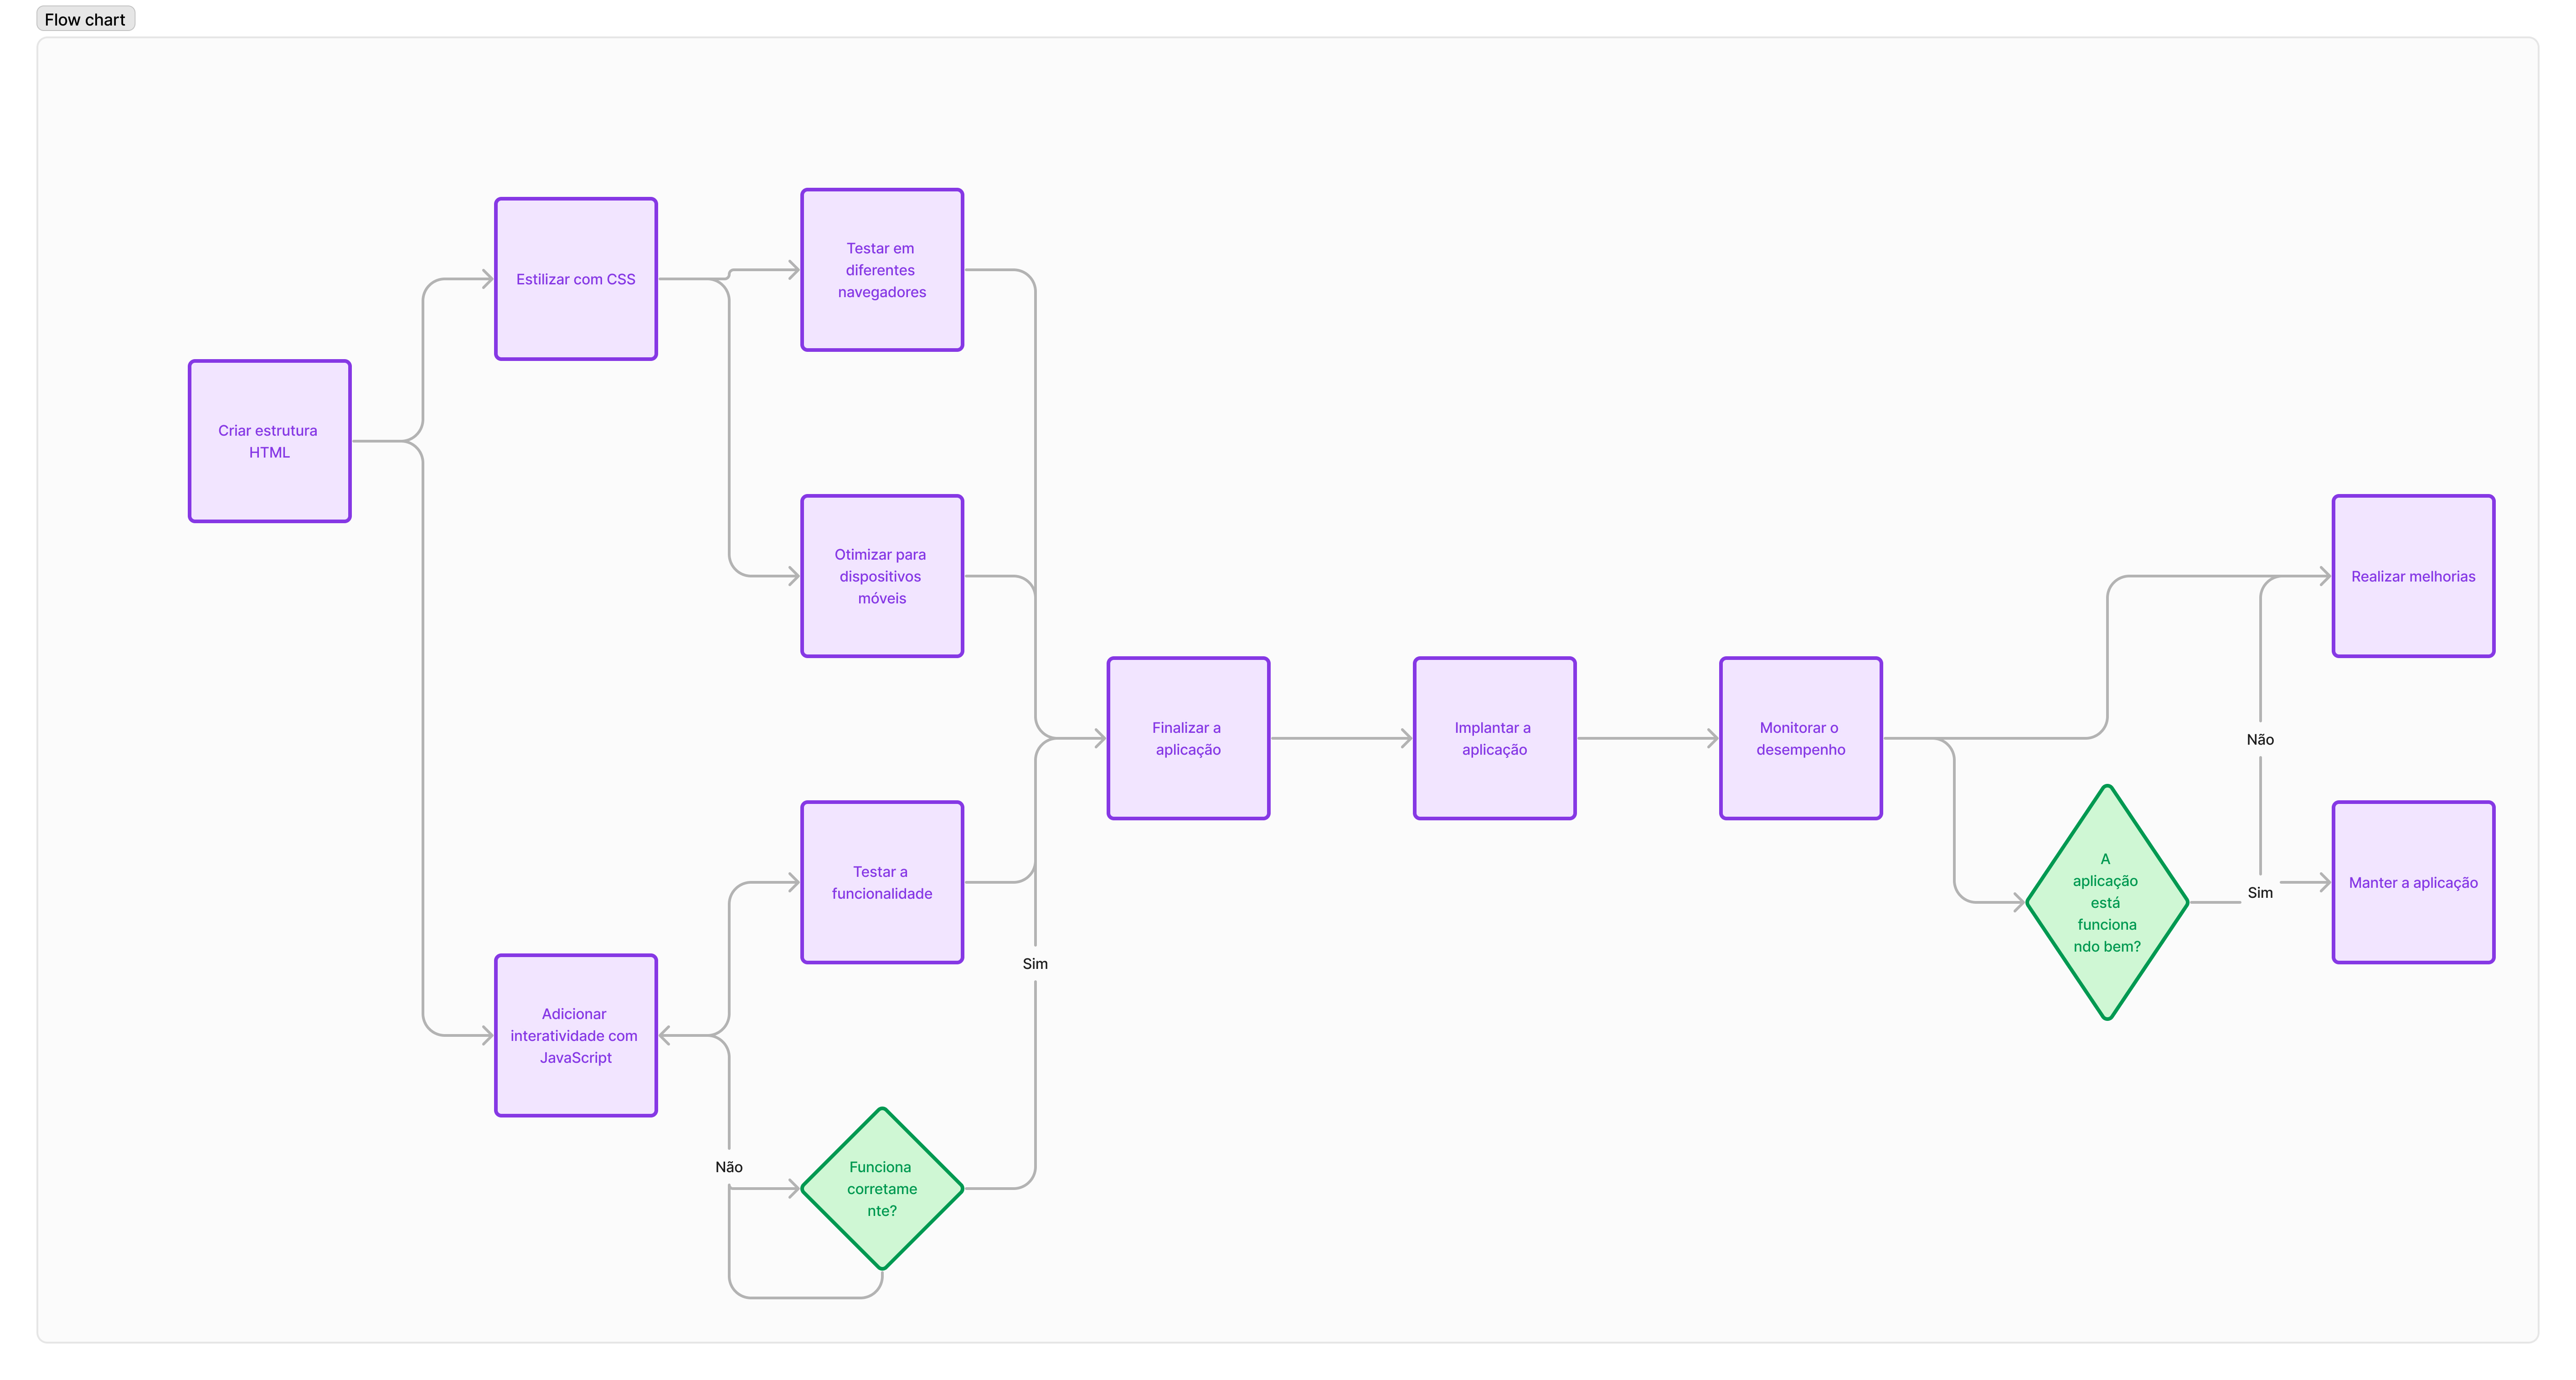 Flow chart
Criar estrutura
HTML
Estilizar com CSS
Testar em
diferentes
navegadores
Otimizar para
dispositivos
móveis
Testar a
funcionalidade
Adicionar
interatividade com
JavaScript
Não
Funciona
corretame
nte?
Sim
Finalizar a
aplicação
Implantar a
aplicação
Monitorar o
desempenho
A
aplicação
está
funciona
ndo bem?
Não
Sim
Realizar melhorias
Manter a aplicação